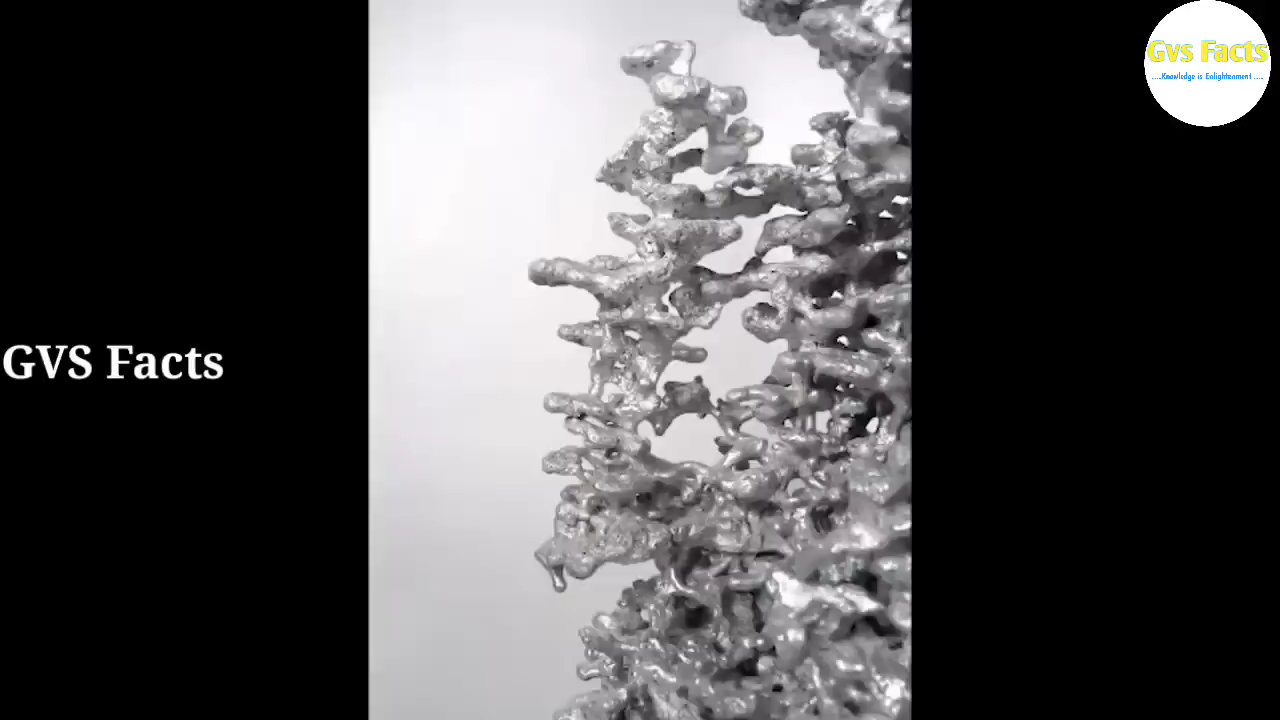 Gvs Facts
....Knowledge is Enlightenment ....
GVS Facts